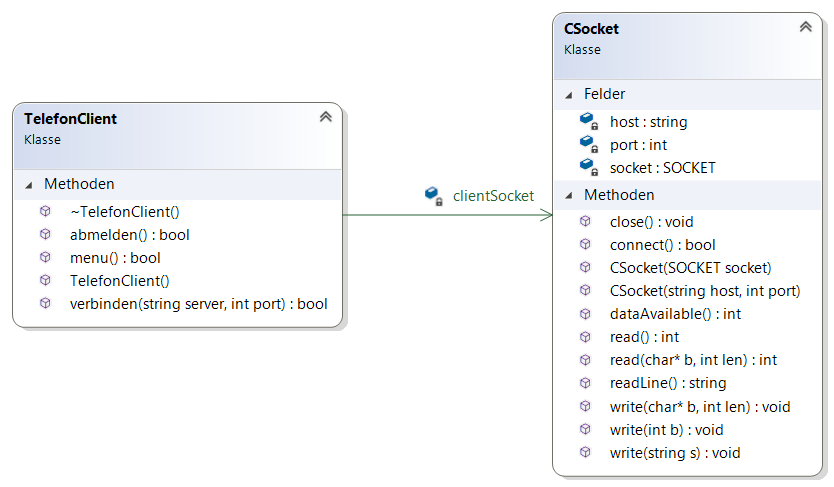 TelefonClient
Klasse
Methoden
~TelefonClient()
abmelden() : bool
menu() : bool
TelefonClient()
verbinden(string server, int port) : bool
clientSocket
CSocket
Klasse
Felder
host : string
port : int
socket : SOCKET
Methoden
close() : void
connect() : bool
CSocket(SOCKET socket)
CSocket(string host, int port)
dataAvailable() : int
read() : int
read(char* b, int len) : int
readLine() : string
write(char* b, int len) : void
write(int b) : void
write(string s) : void